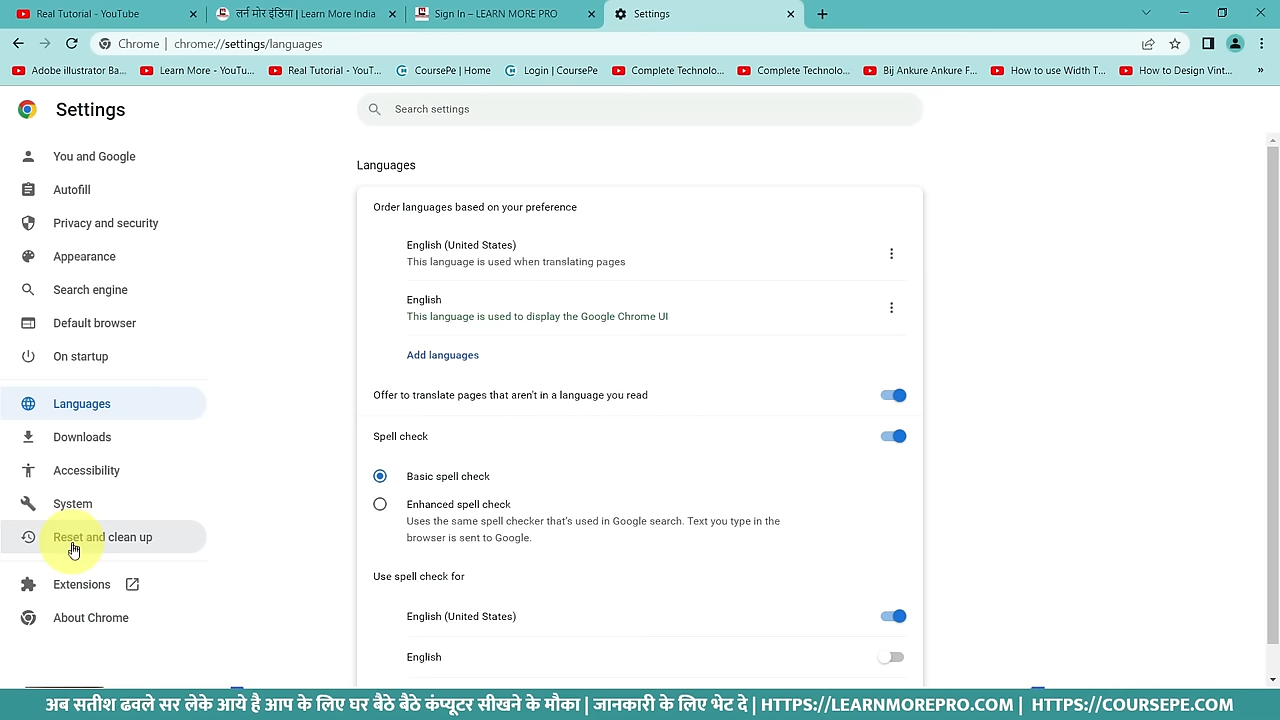 Real Tutorial - YouTube
लर्न मोर इंडिया | Learn More India
Sign In – LEARN MORE PRO
Settings
Chrome | chrome://settings/languages
Adobe illustrator Ba...
Learn More - YouTu...
Real Tutorial - YouT...
CoursePe | Home
Login | CoursePe
Complete Technolo...
Complete Technolo...
Bij Ankure Ankure F...
How to use Width T...
How to Design Vint...
»
Settings
Search settings
You and Google
Autofill
Privacy and security
Appearance
Search engine
Default browser
On startup
Languages
Downloads
Accessibility
System
Reset and clean up
Extensions
About Chrome
Languages
Order languages based on your preference
English (United States)
This language is used when translating pages
English
This language is used to display the Google Chrome UI
Add languages
Offer to translate pages that aren't in a language you read
Spell check
Basic spell check
Enhanced spell check
Uses the same spell checker that's used in Google search. Text you type in the
browser is sent to Google.
Use spell check for
English (United States)
English
अब सतीश ढवले सर लेके आये है आप के लिए घर बैठे बैठे कंप्यूटर सीखने के मौका | जानकारी के लिए भेट दे | HTTPS://LEARNMOREPRO.COM | HTTPS://COURSEPE.COM